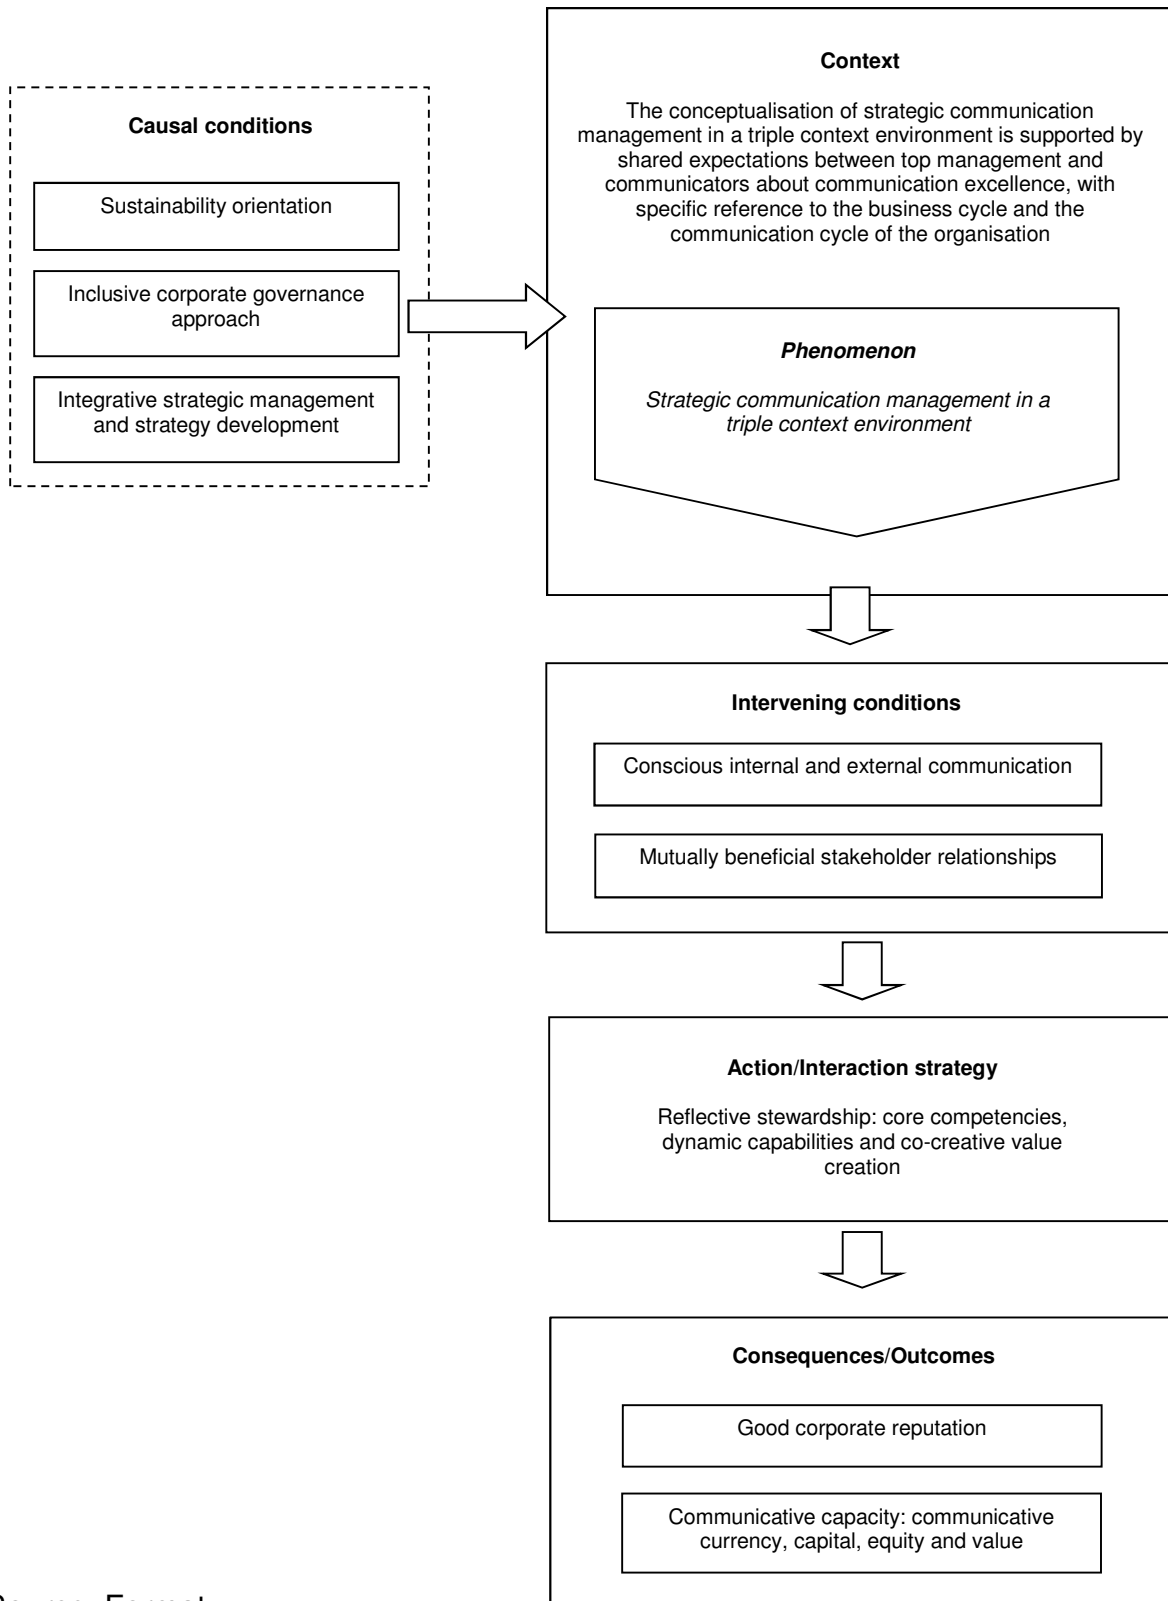 Context
The conceptualisation of strategic communication
management in a triple context environment is supported by
shared expectations between top management and
communicators about communication excellence, with
specific reference to the business cycle and the
communication cycle of the organisation
Causal conditions
Sustainability orientation
Inclusive corporate governance
approach
Integrative strategic management
and strategy development
Phenomenon
Strategic communication management in a
triple context environment
Intervening conditions
Conscious internal and external communication
Mutually beneficial stakeholder relationships
Action/Interaction strategy
Reflective stewardship: core competencies,
dynamic capabilities and co-creative value
creation
Consequences/Outcomes
Good corporate reputation
Communicative capacity: communicative
currency, capital, equity and value